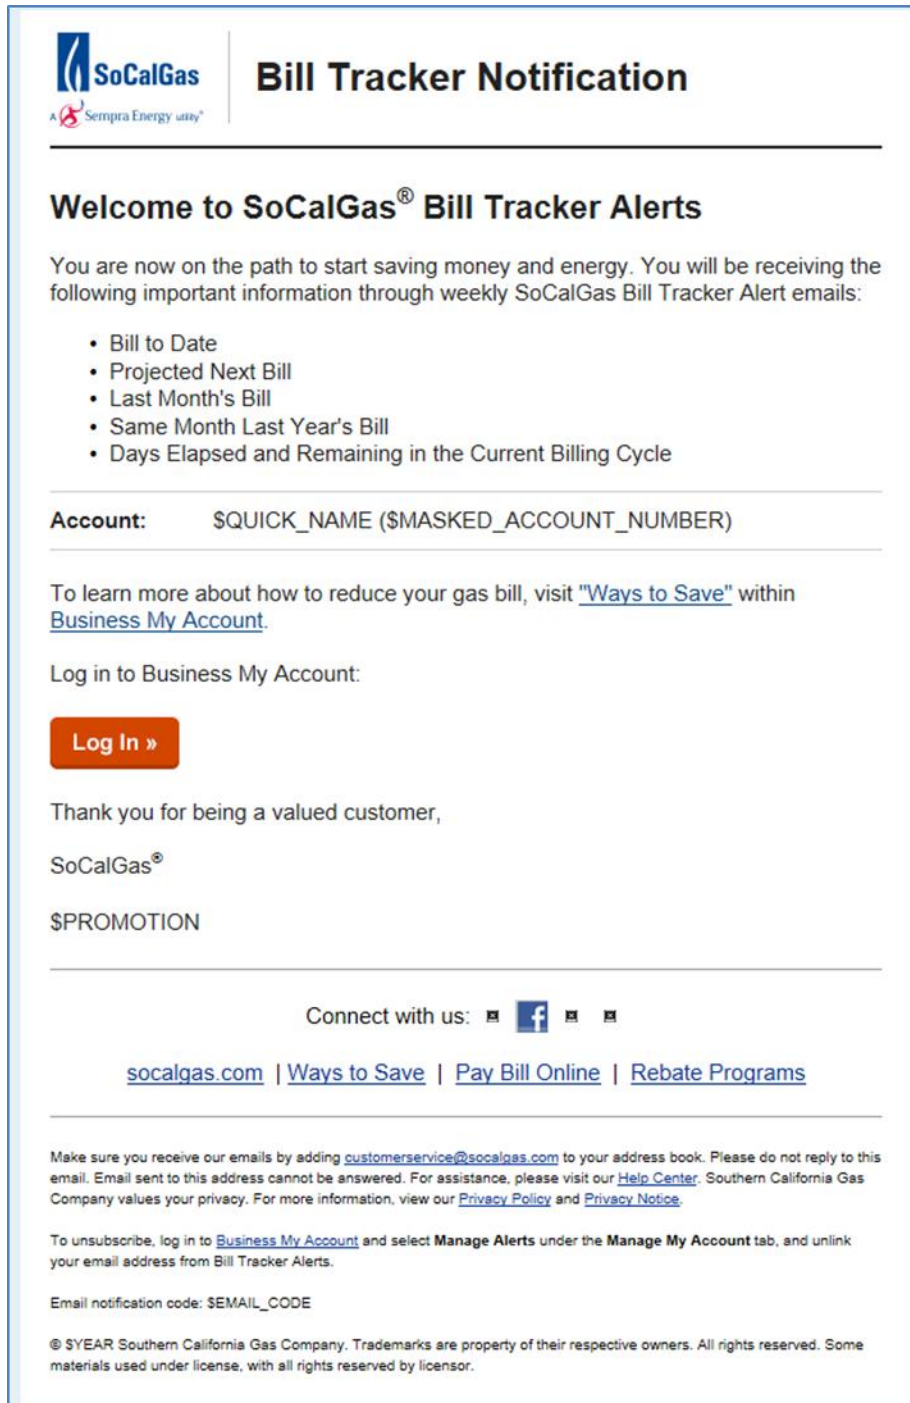 SoCalGas
A Sempra Energy utility®
Bill Tracker Notification
Welcome to SoCalGas® Bill Tracker Alerts
You are now on the path to start saving money and energy. You will be receiving the
following important information through weekly SoCalGas Bill Tracker Alert emails:
• Bill to Date
• Projected Next Bill
• Last Month's Bill
• Same Month Last Year's Bill
• Days Elapsed and Remaining in the Current Billing Cycle
Account: $QUICK_NAME ($MASKED_ACCOUNT_NUMBER)
To learn more about how to reduce your gas bill, visit "Ways to Save" within
Business My Account.
Log in to Business My Account:
Log In »
Thank you for being a valued customer,
SoCalGas®
$PROMOTION
Connect with us: f
socalgas.com | Ways to Save | Pay Bill Online | Rebate Programs
Make sure you receive our emails by adding customerservice@socalgas.com to your address book. Please do not reply to this
email. Email sent to this address cannot be answered. For assistance, please visit our Help Center. Southern California Gas
Company values your privacy. For more information, view our Privacy Policy and Privacy Notice.
To unsubscribe, log in to Business My Account and select Manage Alerts under the Manage My Account tab, and unlink
your email address from Bill Tracker Alerts.
Email notification code: $EMAIL_CODE
© $YEAR Southern California Gas Company. Trademarks are property of their respective owners. All rights reserved. Some
materials used under license, with all rights reserved by licensor.